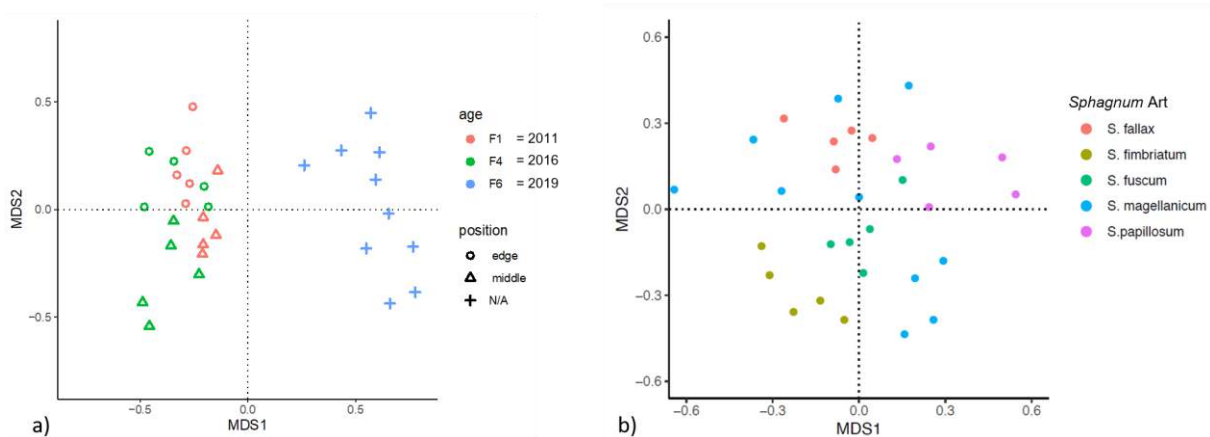 0.5
0.0
−0.5
MDS2
−0.5
0.0
0.5
MDS1
age
F1 = 2011
F4 = 2016
F6 = 2019
position
edge
middle
N/A
a)
0.6
0.3
0.0
−0.3
−0.6
MDS2
−0.6
−0.3
0.0
0.3
0.6
MDS1
Sphagnum Art
S. fallax
S. fimbriatum
S. fuscum
S. magellanicum
S.papillosum
b)